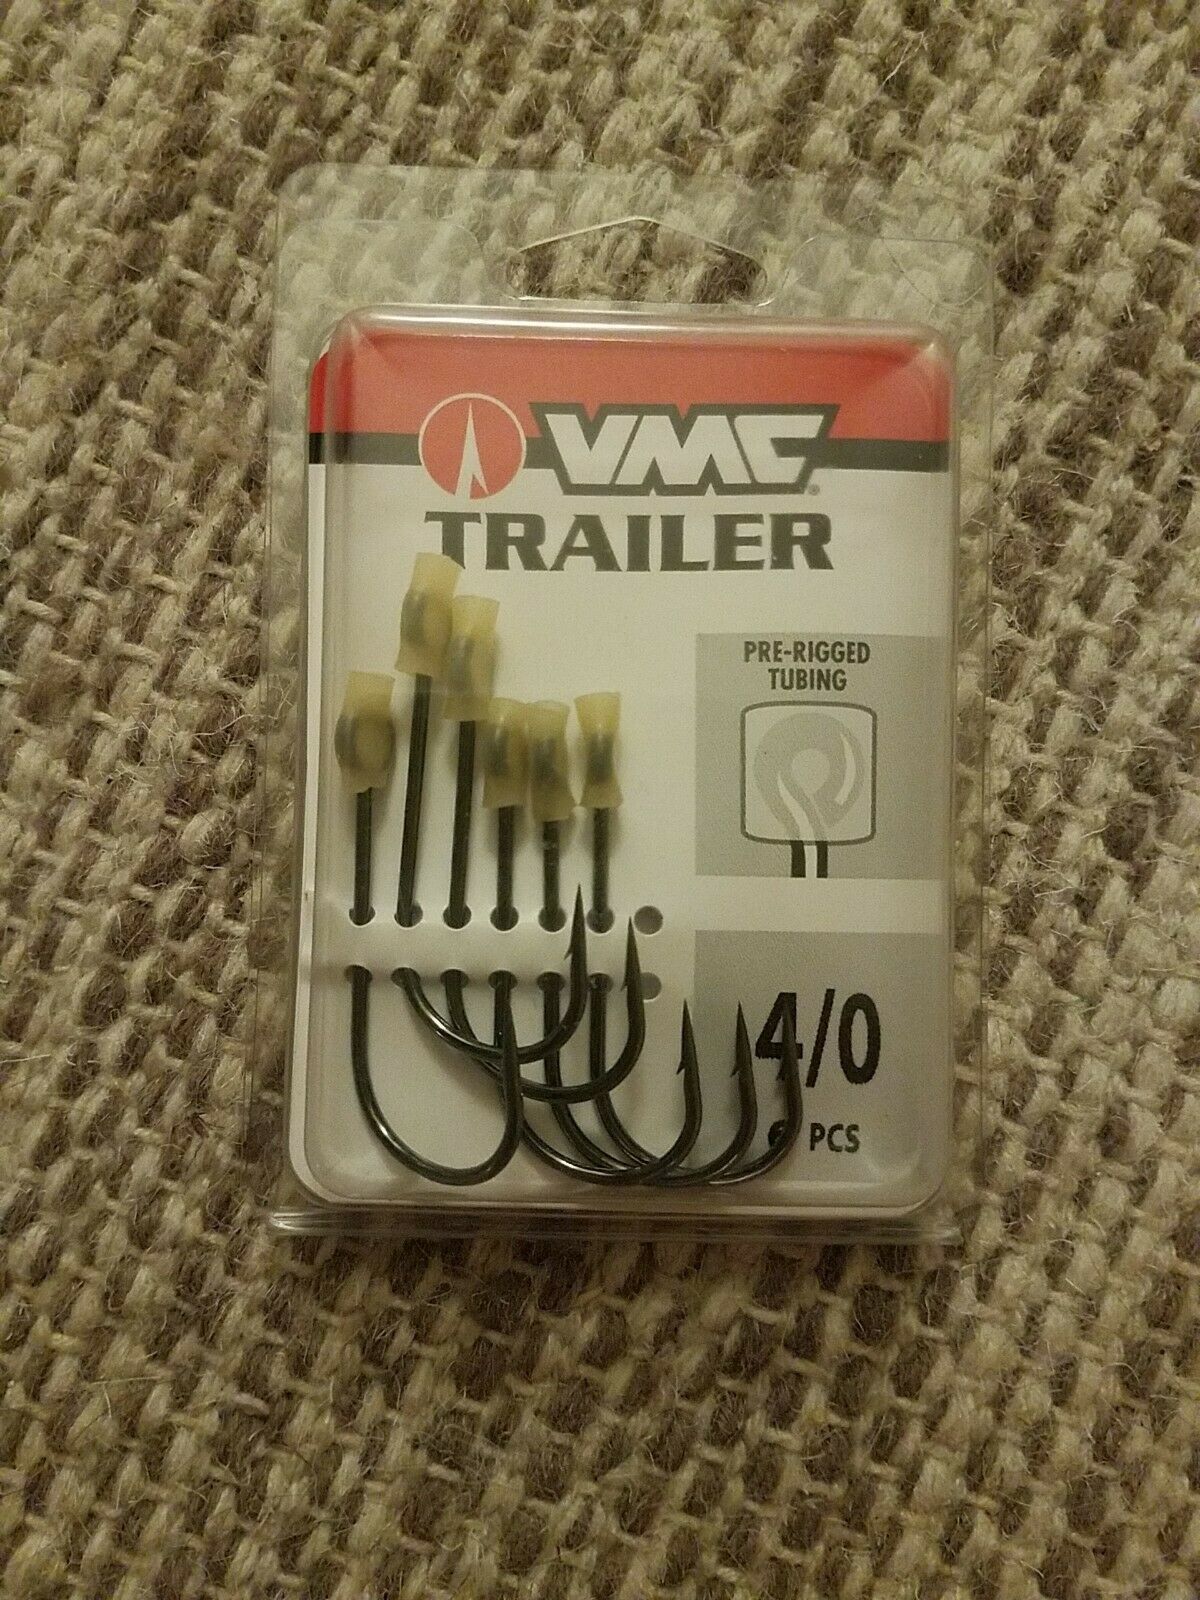 VMC®
TRAILER
PRE-RIGGED
TUBING
4/0
PCS